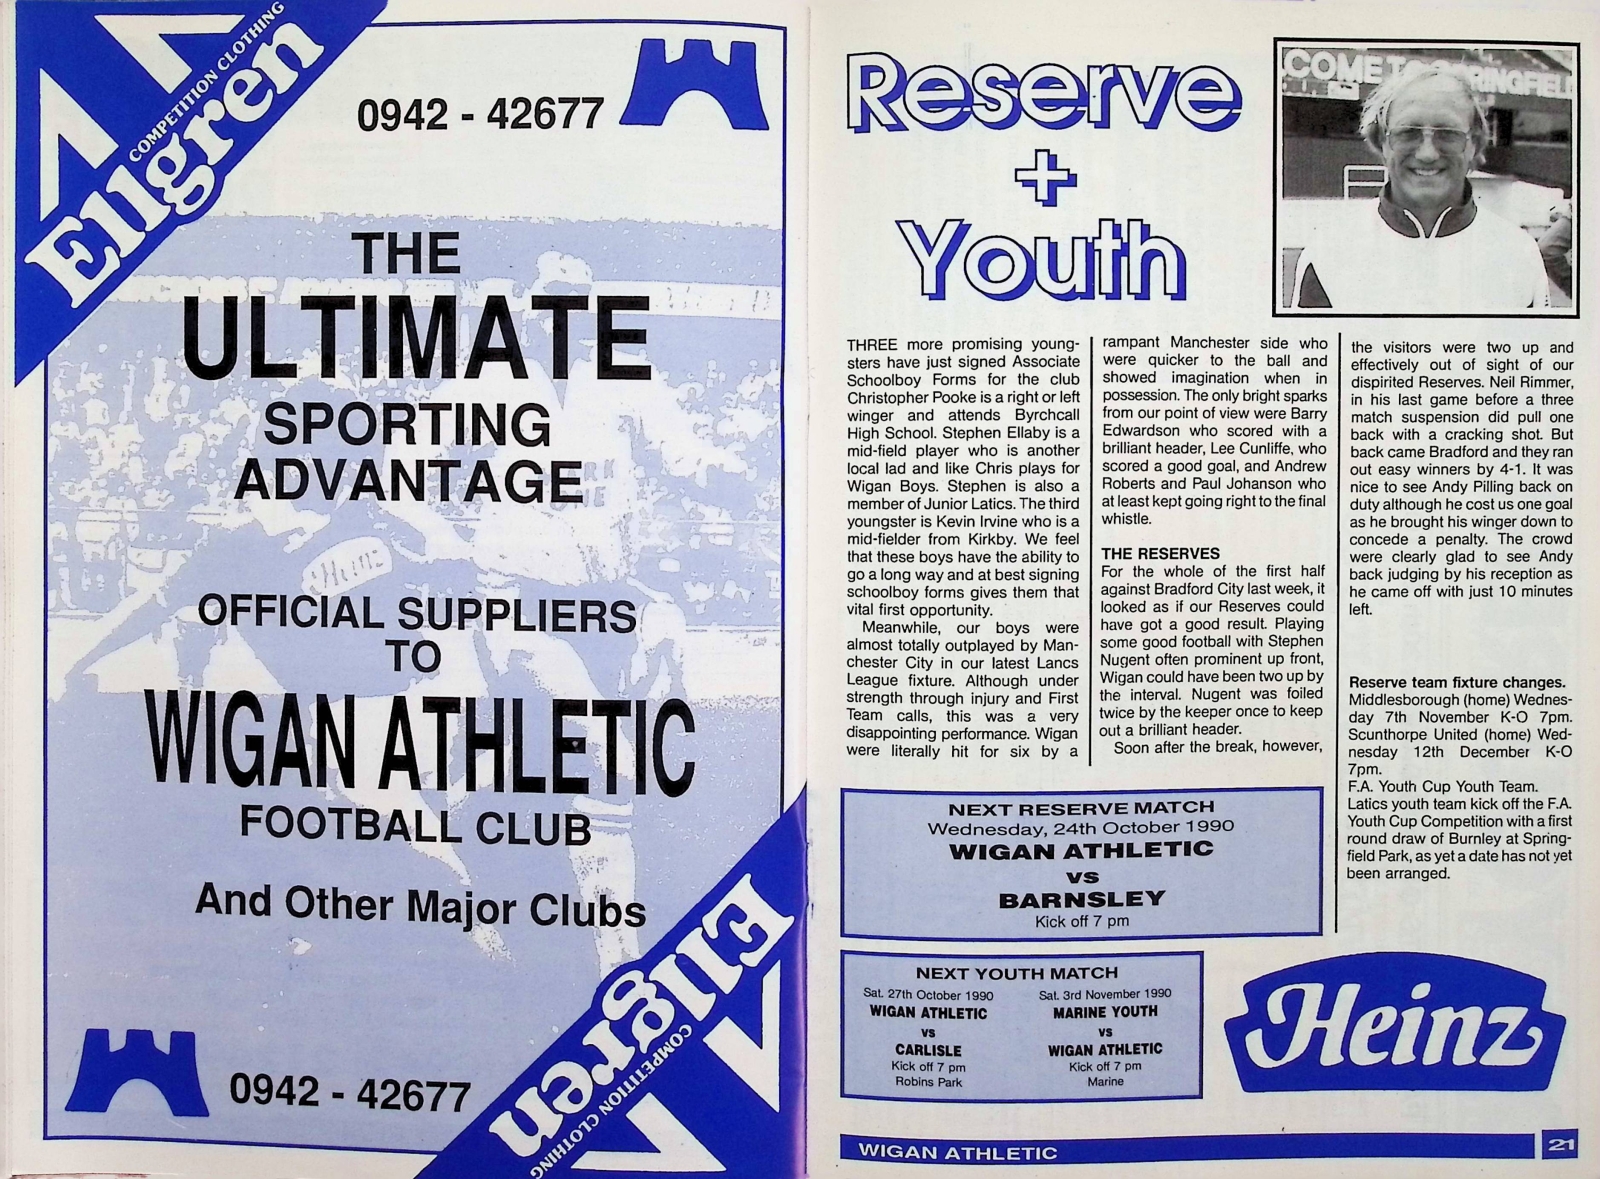 COMPETITION CLOTHING
Ellgren
0942 - 42677
THE
ULTIMATE
SPORTING
ADVANTAGE
Heinz
OFFICIAL SUPPLIERS
TO
WIGAN ATHLETIC
FOOTBALL CLUB
And Other Major Clubs
0942 - 42677
Ellgren
COMPETITION CLOTHING
Reserve
+
Youth
COME TO SPRINGFIEL
THREE more promising young-
sters have just signed Associate
Schoolboy Forms for the club
Christopher Pooke is a right or left
winger and attends Byrchcall
High School. Stephen Ellaby is a
mid-field player who is another
local lad and like Chris plays for
Wigan Boys. Stephen is also a
member of Junior Latics. The third
youngster is Kevin Irvine who is a
mid-fielder from Kirkby. We feel
that these boys have the ability to
go a long way and at best signing
schoolboy forms gives them that
vital first opportunity.
Meanwhile, our boys were
almost totally outplayed by Man-
chester City in our latest Lancs
League fixture. Although under
strength through injury and First
Team calls, this was a very
disappointing performance. Wigan
were literally hit for six by a
rampant Manchester side who
were quicker to the ball and
showed imagination when in
possession. The only bright sparks
from our point of view were Barry
Edwardson who scored with a
brilliant header, Lee Cunliffe, who
scored a good goal, and Andrew
Roberts and Paul Johanson who
at least kept going right to the final
whistle.
THE RESERVES
For the whole of the first half
against Bradford City last week, it
looked as if our Reserves could
have got a good result. Playing
some good football with Stephen
Nugent often prominent up front,
Wigan could have been two up by
the interval. Nugent was foiled
twice by the keeper once to keep
out a brilliant header.
Soon after the break, however,
the visitors were two up and
effectively out of sight of our
dispirited Reserves. Neil Rimmer,
in his last game before a three
match suspension did pull one
back with a cracking shot. But
back came Bradford and they ran
out easy winners by 4-1. It was
nice to see Andy Pilling back on
duty although he cost us one goal
as he brought his winger down to
concede a penalty. The crowd
were clearly glad to see Andy
back judging by his reception as
he came off with just 10 minutes
left.
Reserve team fixture changes.
Middlesborough (home) Wednes-
day 7th November K-O 7pm.
Scunthorpe United (home) Wed-
nesday 12th December K-O
7pm.
F.A. Youth Cup Youth Team.
Latics youth team kick off the F.A.
Youth Cup Competition with a first
round draw of Burnley at Spring-
field Park, as yet a date has not yet
been arranged.
NEXT RESERVE MATCH
Wednesday, 24th October 1990
WIGAN ATHLETIC
vs
BARNSLEY
Kick off 7 pm
NEXT YOUTH MATCH
Sat. 27th October 1990
WIGAN ATHLETIC
vs
CARLISLE
Kick off 7 pm
Robins Park
Sat. 3rd November 1990
MARINE YOUTH
vs
WIGAN ATHLETIC
Kick off 7 pm
Marine
Heinz
WIGAN ATHLETIC
21